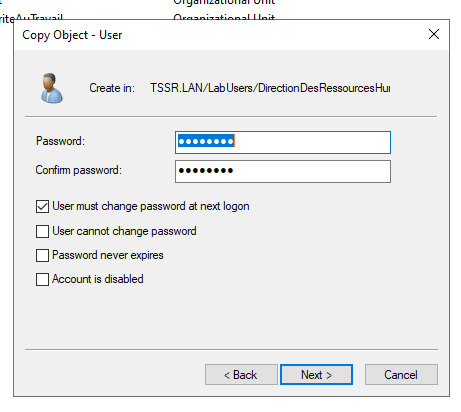 Organizational Unit
riteAuTravail Organizational Unit
Copy Object - User
Create in: TSSR.LAN/LabUsers/DirectionDesRessourcesHu
Password: ●●●●●●●●
Confirm password: ●●●●●●●●
User must change password at next logon
User cannot change password
Password never expires
Account is disabled
< Back Next > Cancel